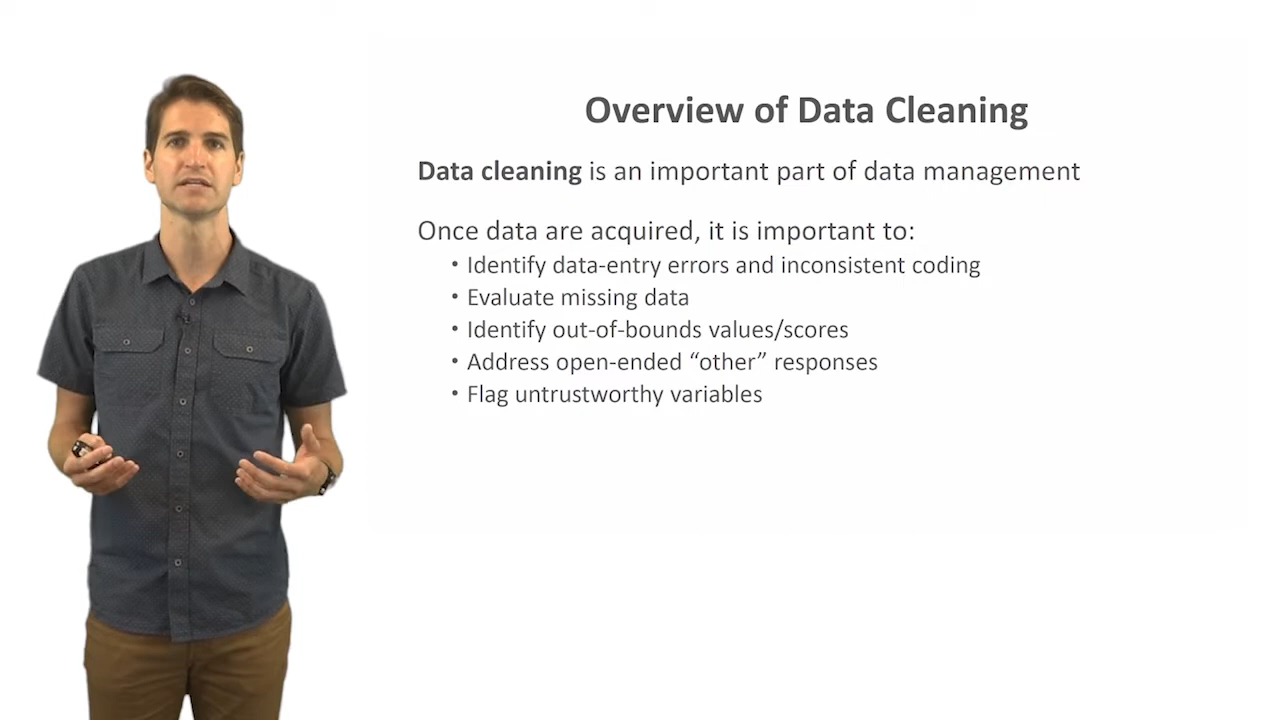 Overview of Data Cleaning
Data cleaning is an important part of data management
Once data are acquired, it is important to:
• Identify data-entry errors and inconsistent coding
• Evaluate missing data
• Identify out-of-bounds values/scores
• Address open-ended “other” responses
• Flag untrustworthy variables